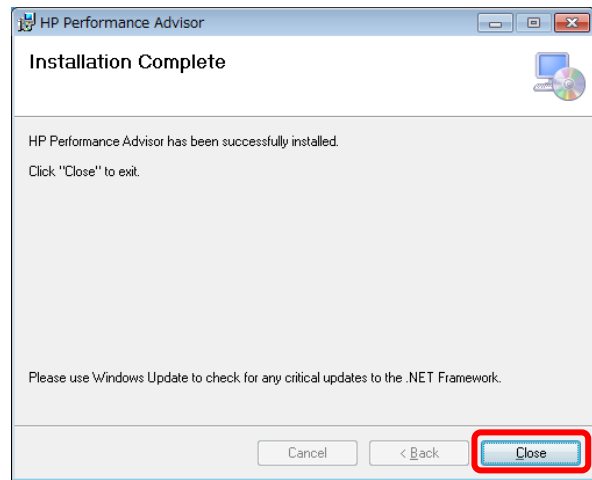 HP Performance Advisor
Installation Complete
HP Performance Advisor has been successfully installed.
Click "Close" to exit.
Please use Windows Update to check for any critical updates to the .NET Framework.
Cancel
< Back
Close